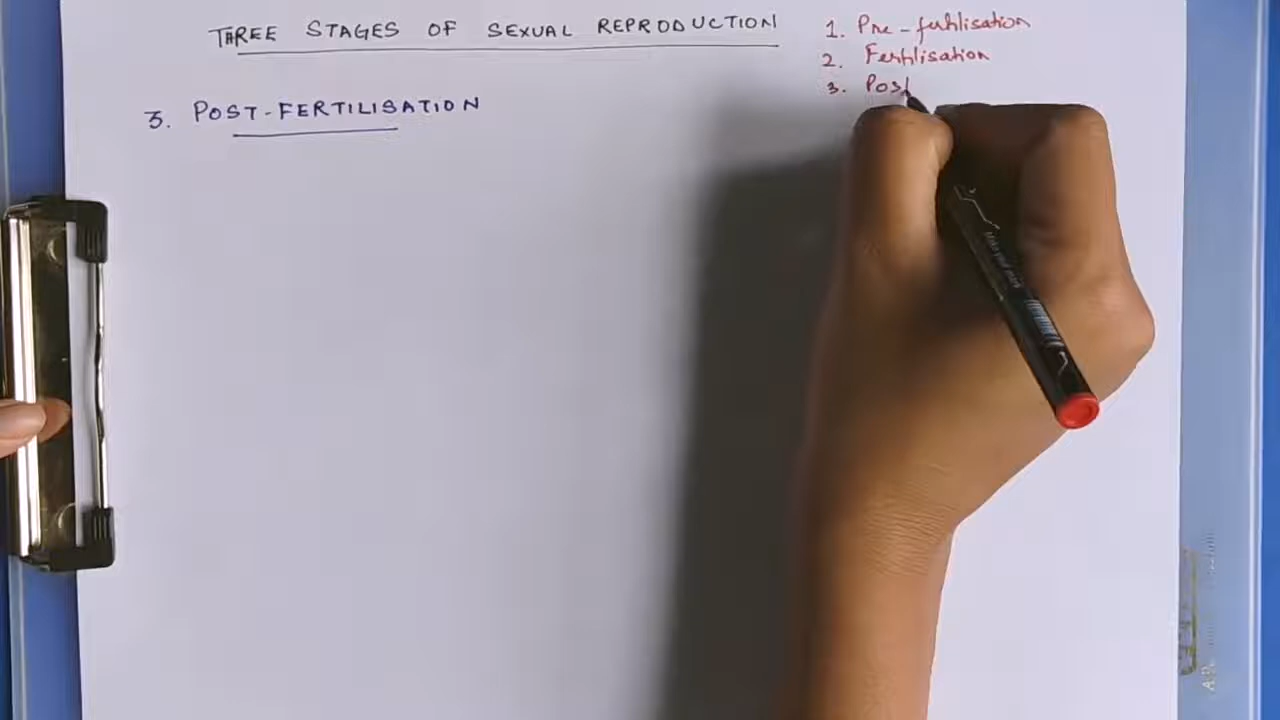 THREE STAGES OF SEXUAL REPRODUCTION
1. Pre-fertilisation
2. Fertilisation
3. Post
3. POST-FERTILISATION